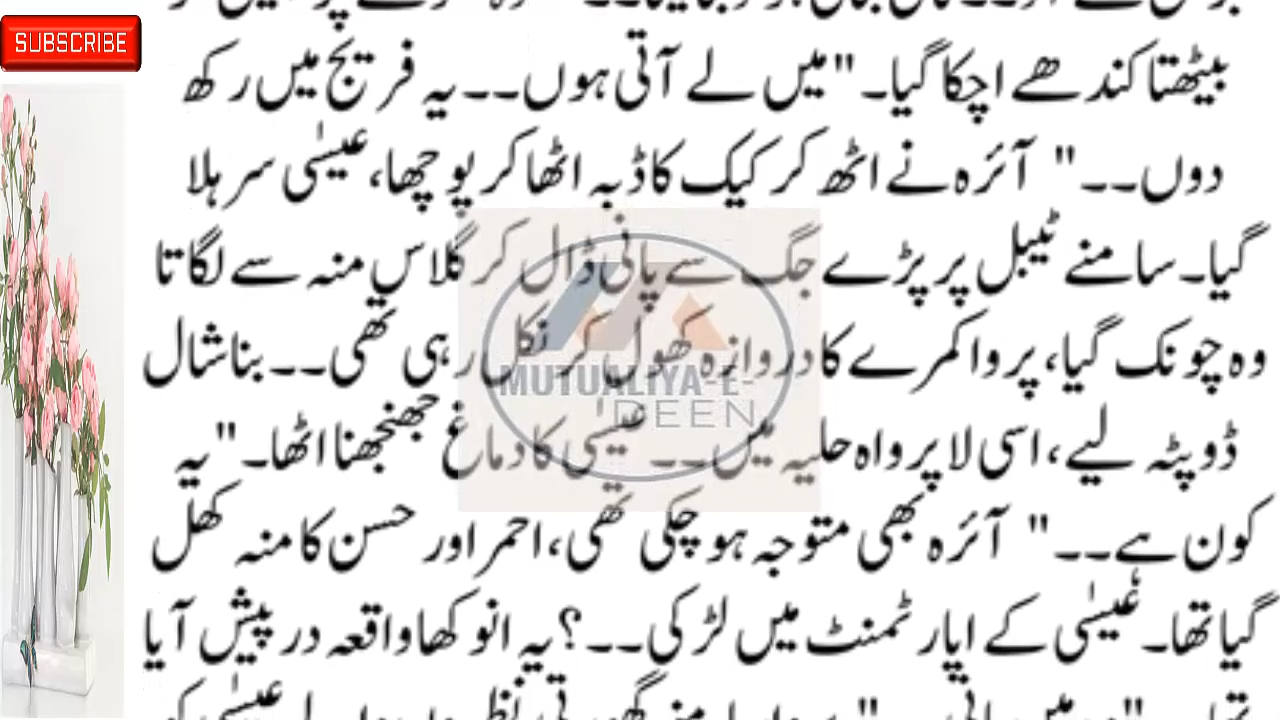 SUBSCRIBE
بیٹھتا کندھے اچکا گیا۔ "میں لے آتی ہوں۔۔یہ فریج میں رکھ
دوں۔۔" آئرہ نے اٹھ کر کیک کا ڈبہ اٹھا کر پوچھا، عیسٰی سر ہلا
گیا۔ سامنے ٹیبل پر پڑے جگ سے پانی ڈال کر گلاس منہ سے لگاتا
وہ چونک گیا، پروا کمرے کا دروازہ کھول کر نکل رہی تھی۔۔ بنا شال
ڈوپٹہ لیے، اسی لاپرواہ حلیہ میں۔۔ عیسٰی کا دماغ جھنجھنا اٹھا۔ "یہ
کون ہے۔۔" آئرہ بھی متوجہ ہو چکی تھی، احمر اور حسن کا منہ کھل
گیا تھا۔ عیسٰی کے اپارٹمنٹ میں لڑکی۔۔؟ یہ انوکھا واقعہ در پیش آیا
MUTUALIYA-E-
DEEN